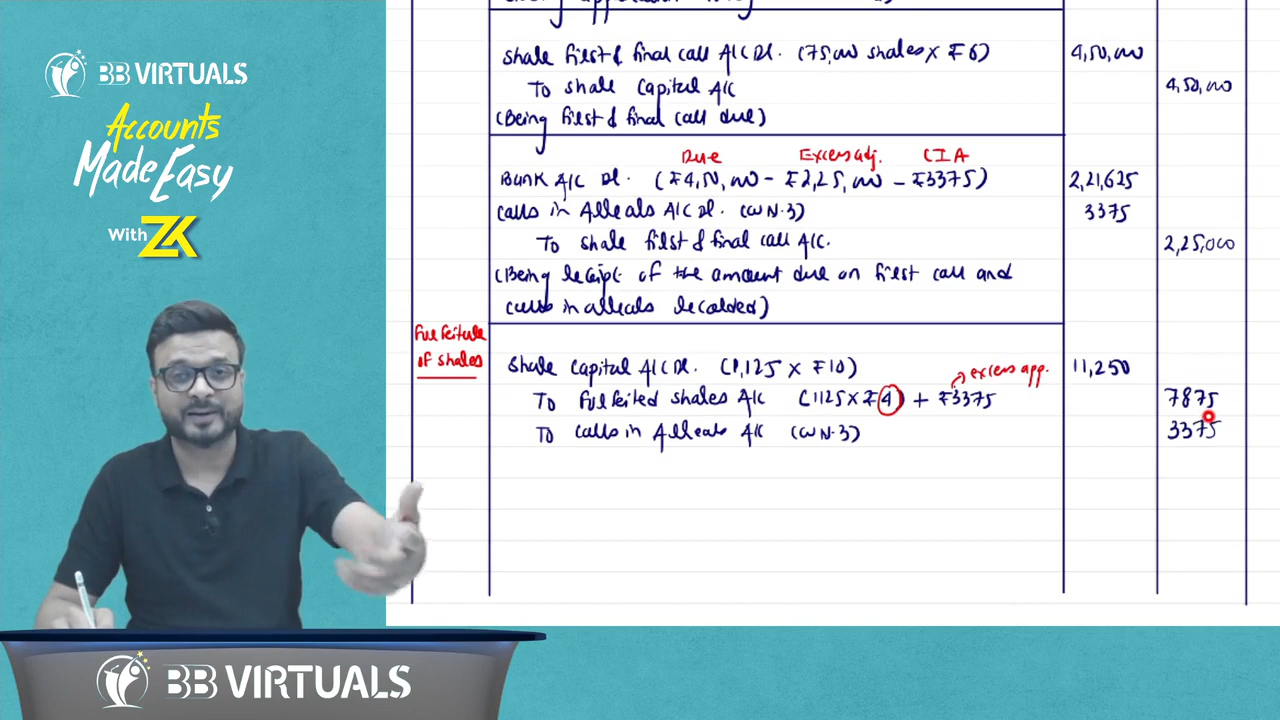 BB VIRTUALS
Accounts
Made Easy
With ZK
Share first & final call A/C Dr. (75,000 shares x ₹6) 4,50,000
To share Capital A/C 4,50,000
(Being first & final call due)
Due Excess adj. CIA
Bank A/C Dr. (₹4,50,000 - ₹2,25,000 - ₹3375) 2,21,625
Calls in Arrears A/C Dr. (WN.3) 3375
To share first & final call A/C. 2,25,000
(Being receipt of the amount due on first call and
calls in arrears recorded)
Forfeiture
of shares
Share Capital A/C Dr. (1,125 x ₹10) 11,250
excess app.
To Forfeited shares A/C (1125 x ₹4) + ₹3375 7875
To calls in Arrears A/C (WN.3) 3375
BB VIRTUALS